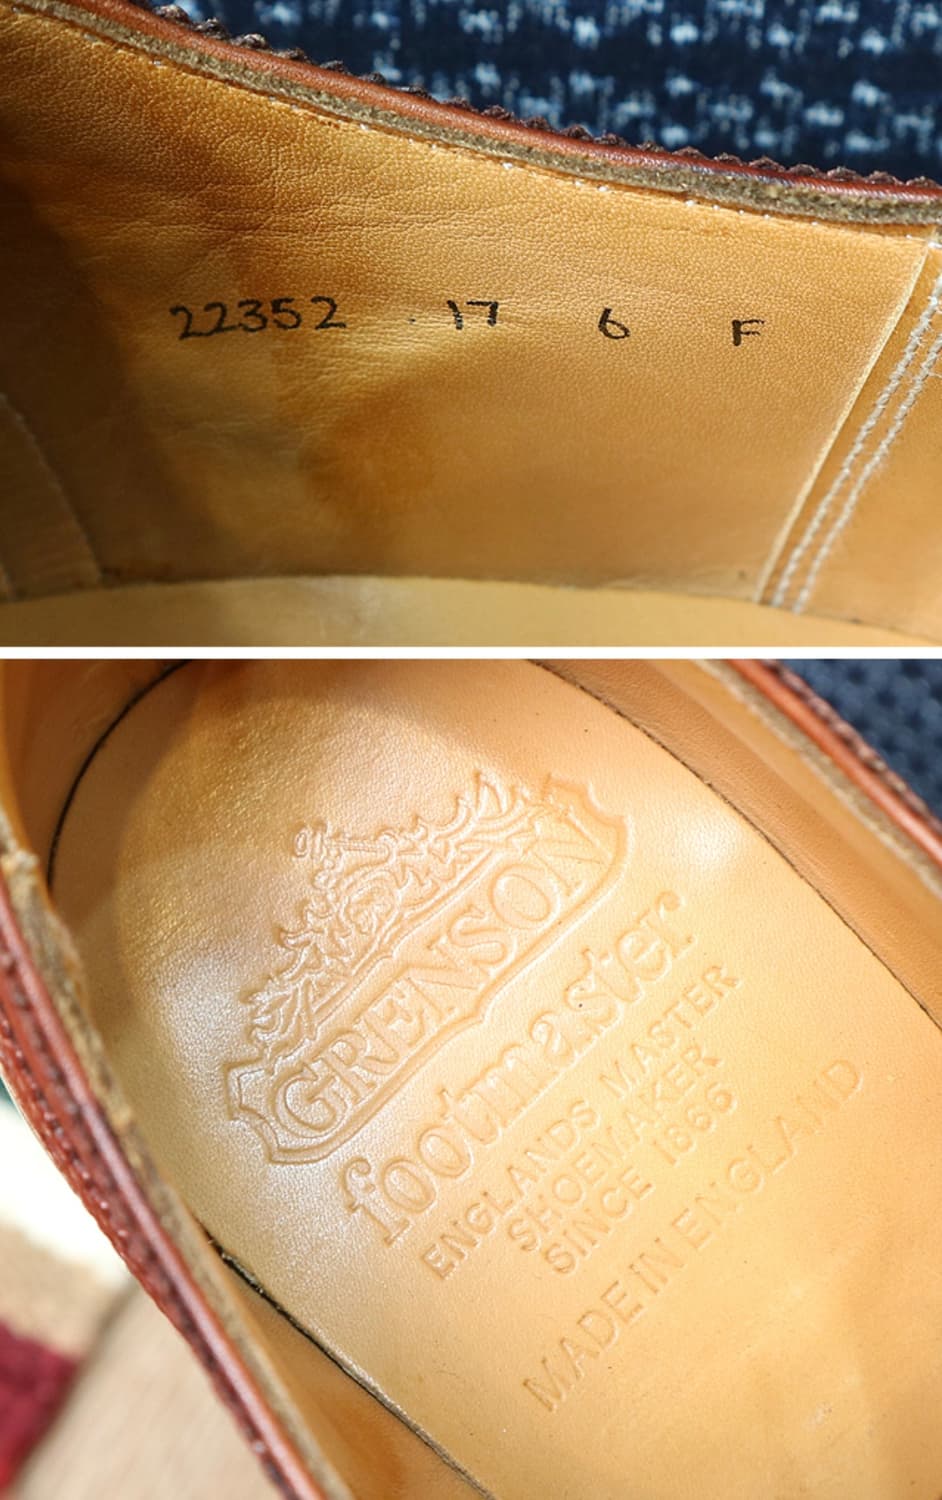 22352 17 6 F
GRENSON
footmaster
ENGLANDS MASTER
SHOEMAKER
SINCE 1866
MADE IN ENGLAND